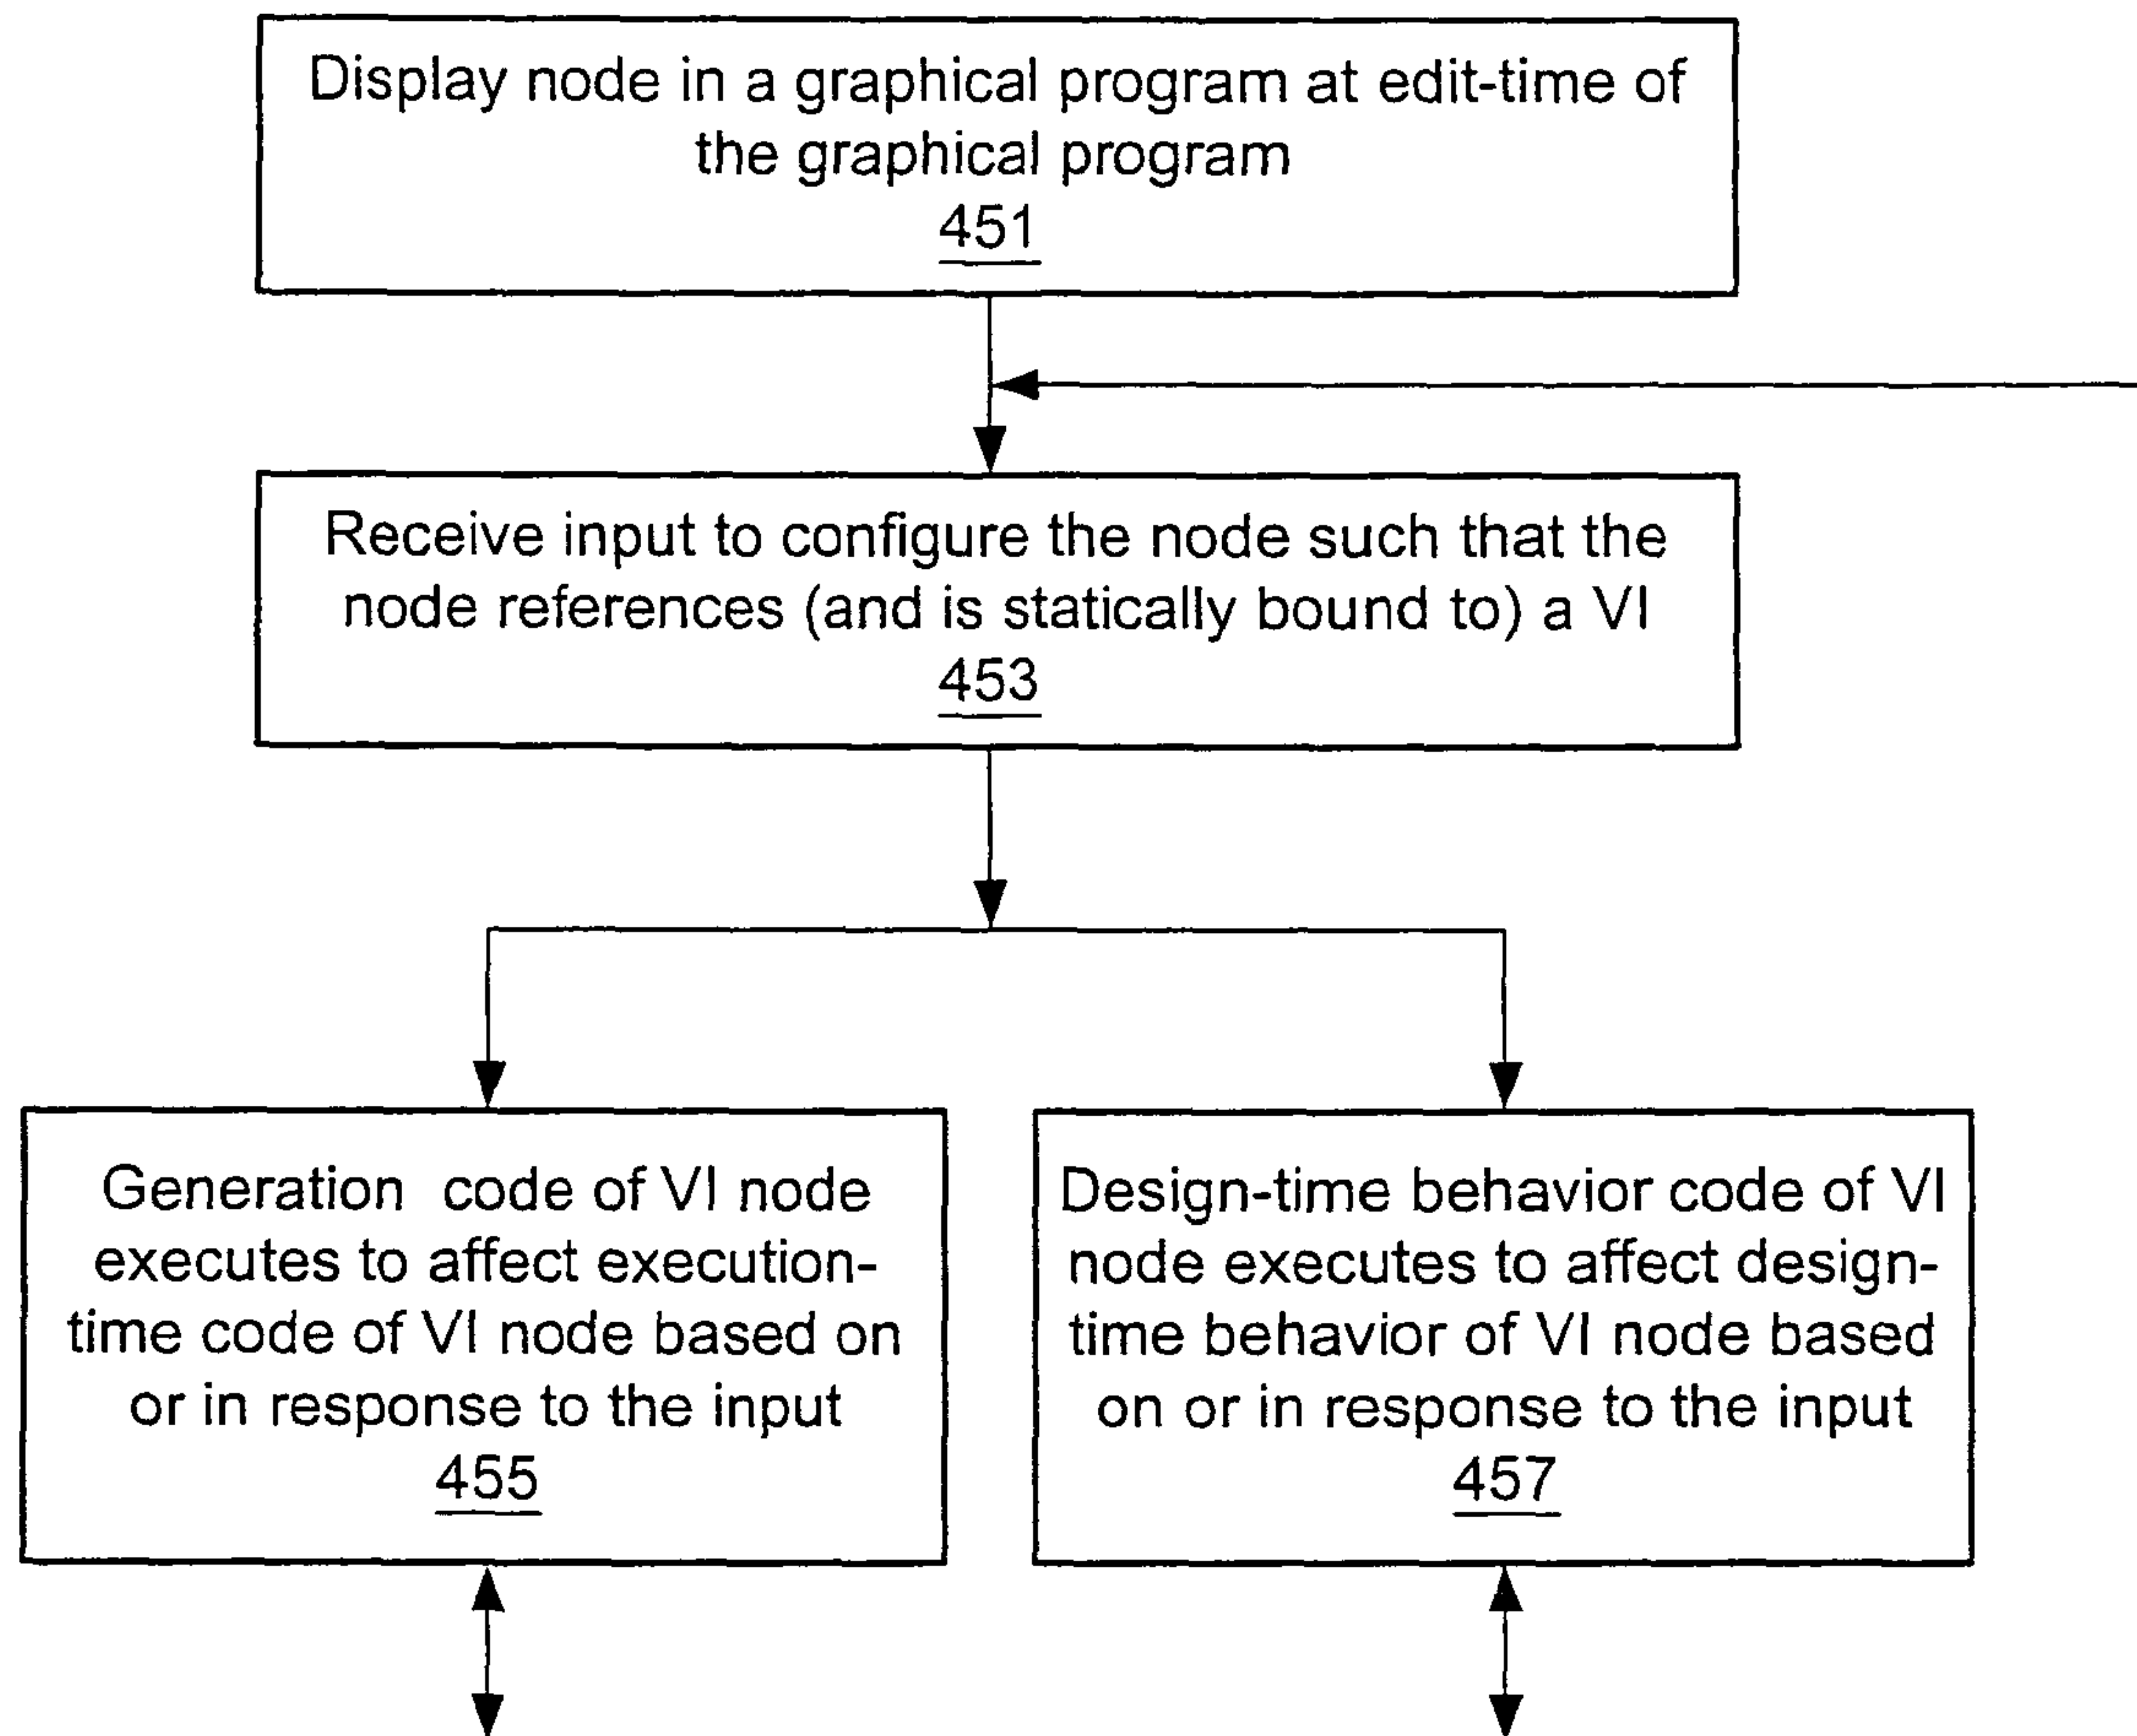 Display node in a graphical program at edit-time of
the graphical program
451
Receive input to configure the node such that the
node references (and is statically bound to) a VI
453
Generation code of VI node
executes to affect execution-
time code of VI node based on
or in response to the input
455
Design-time behavior code of VI
node executes to affect design-
time behavior of VI node based
on or in response to the input
457